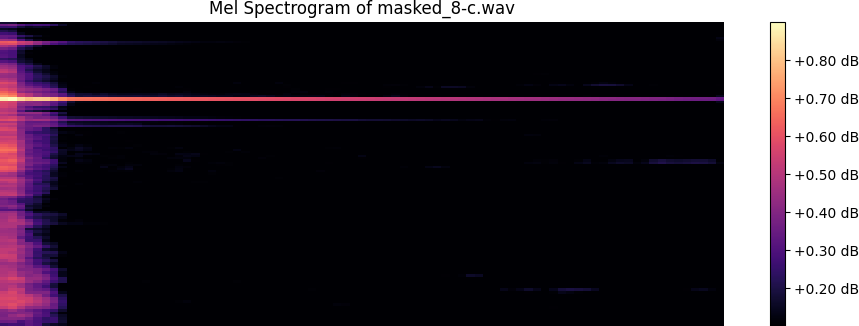 Mel Spectrogram of masked_8-c.wav
+0.80 dB
+0.70 dB
+0.60 dB
+0.50 dB
+0.40 dB
+0.30 dB
+0.20 dB